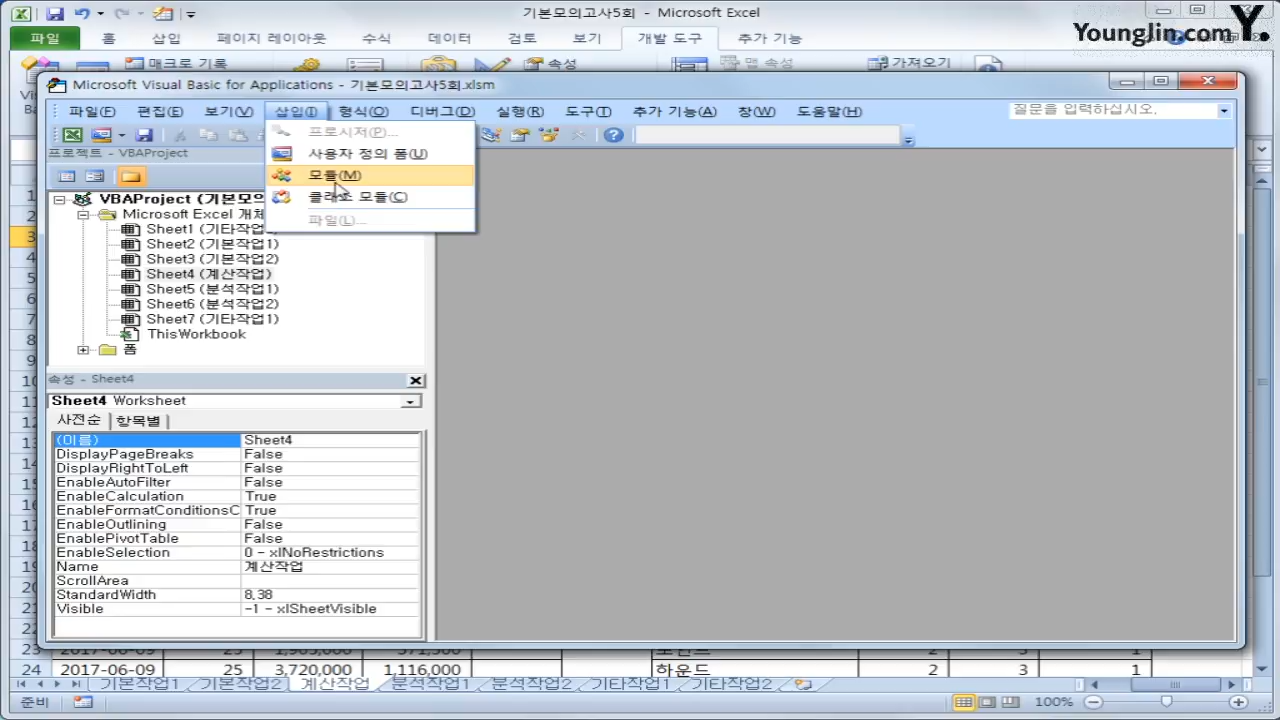 기본모의고사5회 - Microsoft Excel
Y.
YoungJin.com
파일 홈 삽입 페이지 레이아웃 수식 데이터 검토 보기 개발 도구 추가 기능
매크로 기록 속성 맵 속성 가져오기
Microsoft Visual Basic for Applications - 기본모의고사5회.xlsm
파일(F) 편집(E) 보기(V) 삽입(I) 형식(O) 디버그(D) 실행(R) 도구(T) 추가 기능(A) 창(W) 도움말(H) 질문을 입력하십시오.
프로시저(P)...
사용자 정의 폼(U)
모듈(M)
클래스 모듈(C)
파일(L)...
프로젝트 - VBAProject
VBAProject (기본모의
Microsoft Excel 개체
Sheet1 (기타작업
Sheet2 (기본작업1)
Sheet3 (기본작업2)
Sheet4 (계산작업)
Sheet5 (분석작업1)
Sheet6 (분석작업2)
Sheet7 (기타작업1)
ThisWorkbook
폼
속성 - Sheet4
Sheet4 Worksheet
사전순 항목별
(이름) Sheet4
DisplayPageBreaks False
DisplayRightToLeft False
EnableAutoFilter False
EnableCalculation True
EnableFormatConditionsC True
EnableOutlining False
EnablePivotTable False
EnableSelection 0 - xlNoRestrictions
Name 계산작업
ScrollArea
StandardWidth 8.38
Visible -1 - xlSheetVisible
24 2017-06-09 25 3,720,000 1,116,000 하운드 2 3 1
기본작업1 기본작업2 계산작업 분석작업1 분석작업2 기타작업1 기타작업2
준비 100%